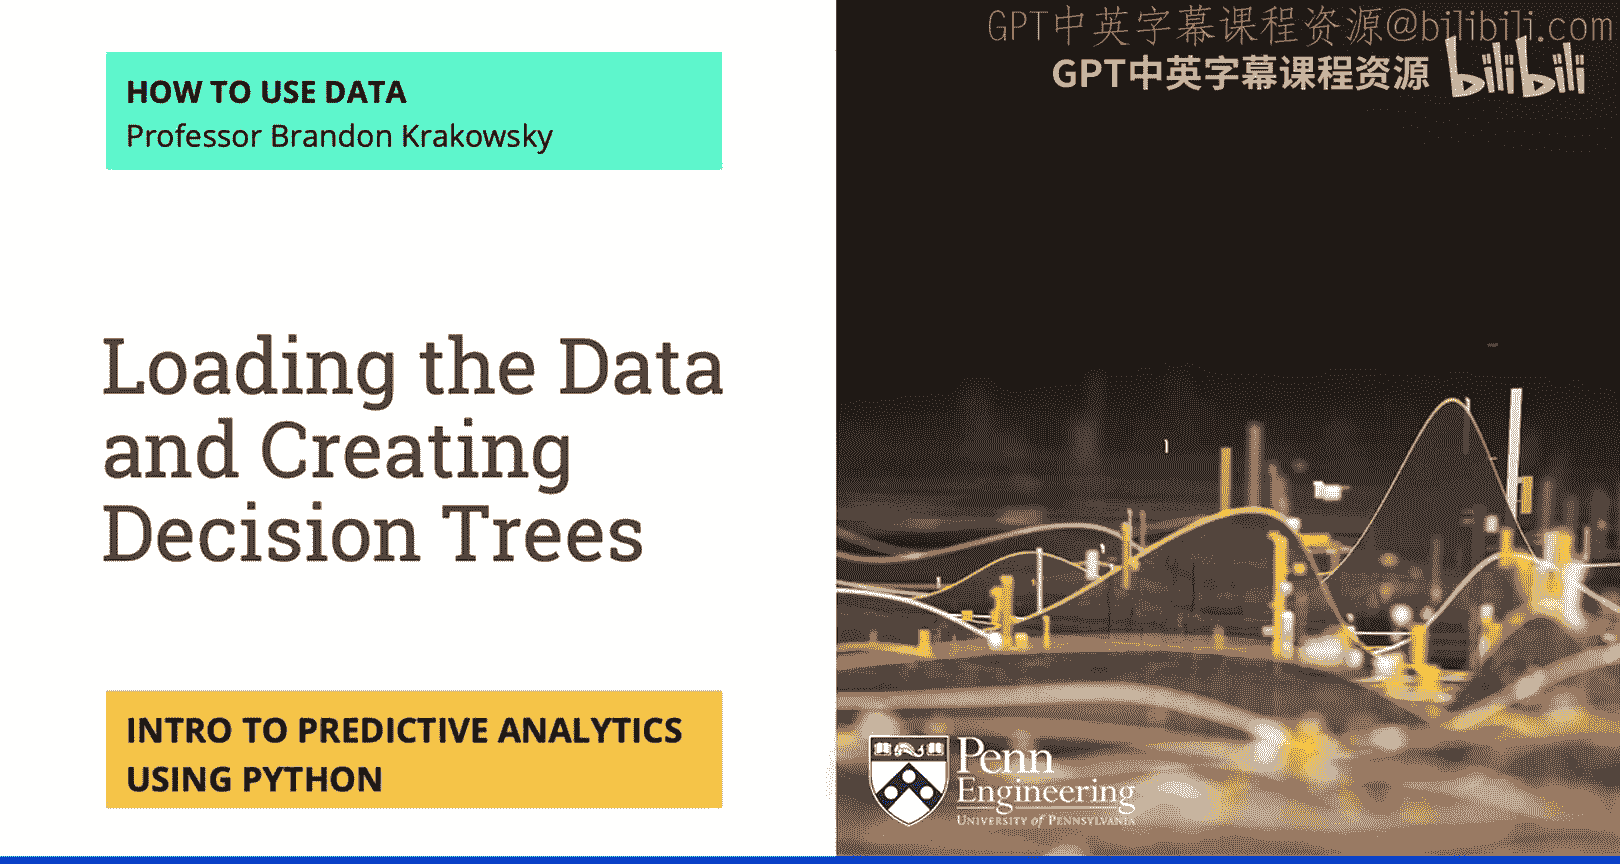 HOW TO USE DATA
Professor Brandon Krakowsky
Loading the Data
and Creating
Decision Trees
INTRO TO PREDICTIVE ANALYTICS
USING PYTHON
GPT中英字幕课程资源@bilibili.com
GPT中英字幕课程资源 bilibili
Penn
Engineering
UNIVERSITY of PENNSYLVANIA